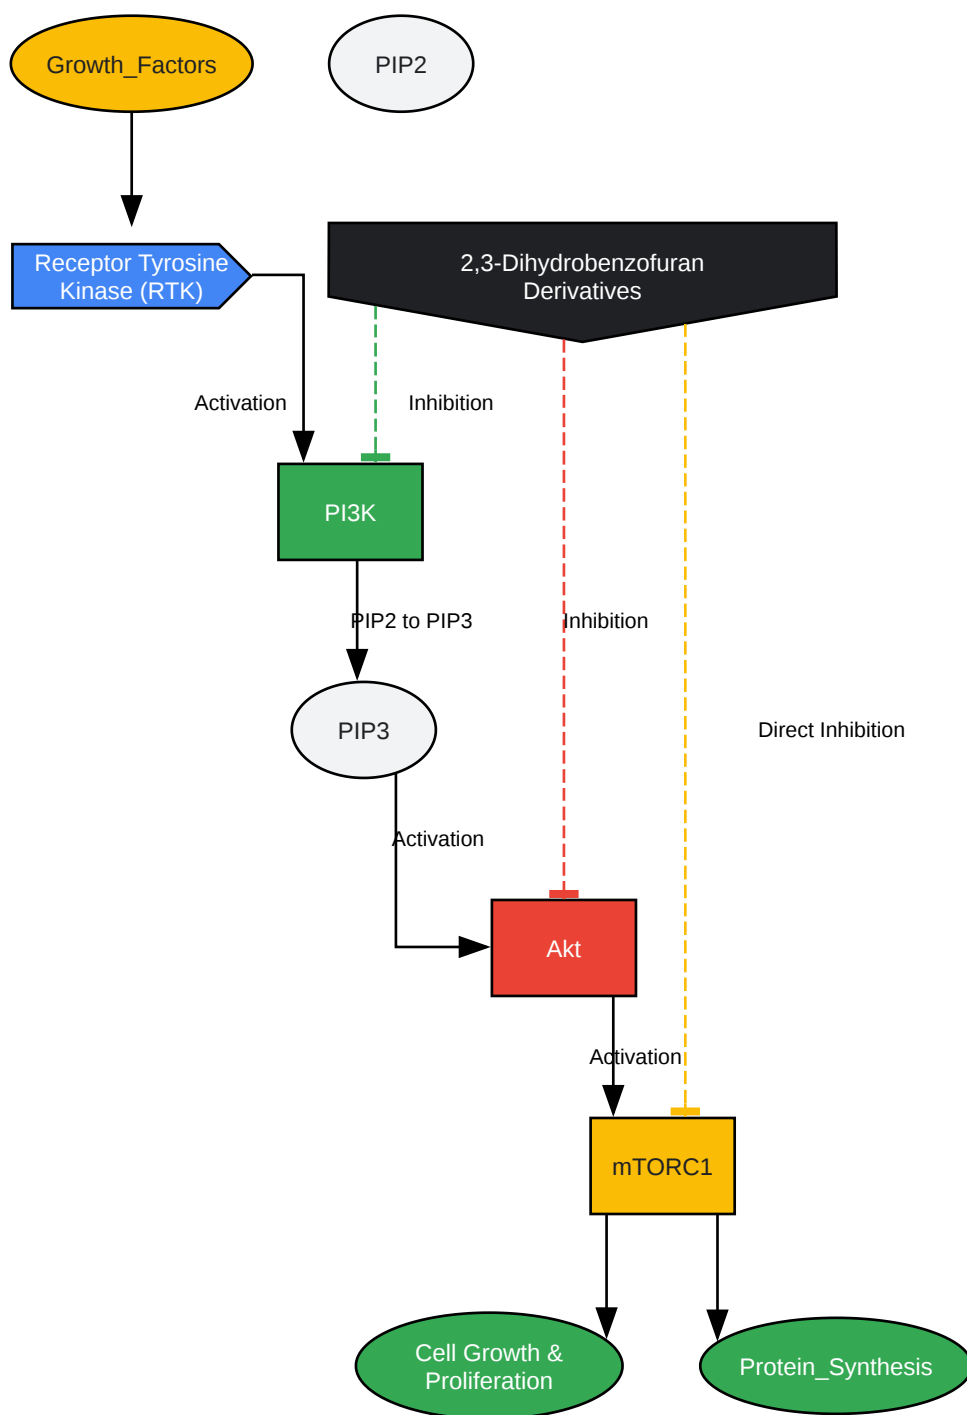 Growth_Factors
PIP2
Receptor Tyrosine
Kinase (RTK)
2,3-Dihydrobenzofuran
Derivatives
Activation
Inhibition
PI3K
PIP2 to PIP3
Inhibition
PIP3
Direct Inhibition
Activation
Akt
Activation
mTORC1
Cell Growth &
Proliferation
Protein_Synthesis